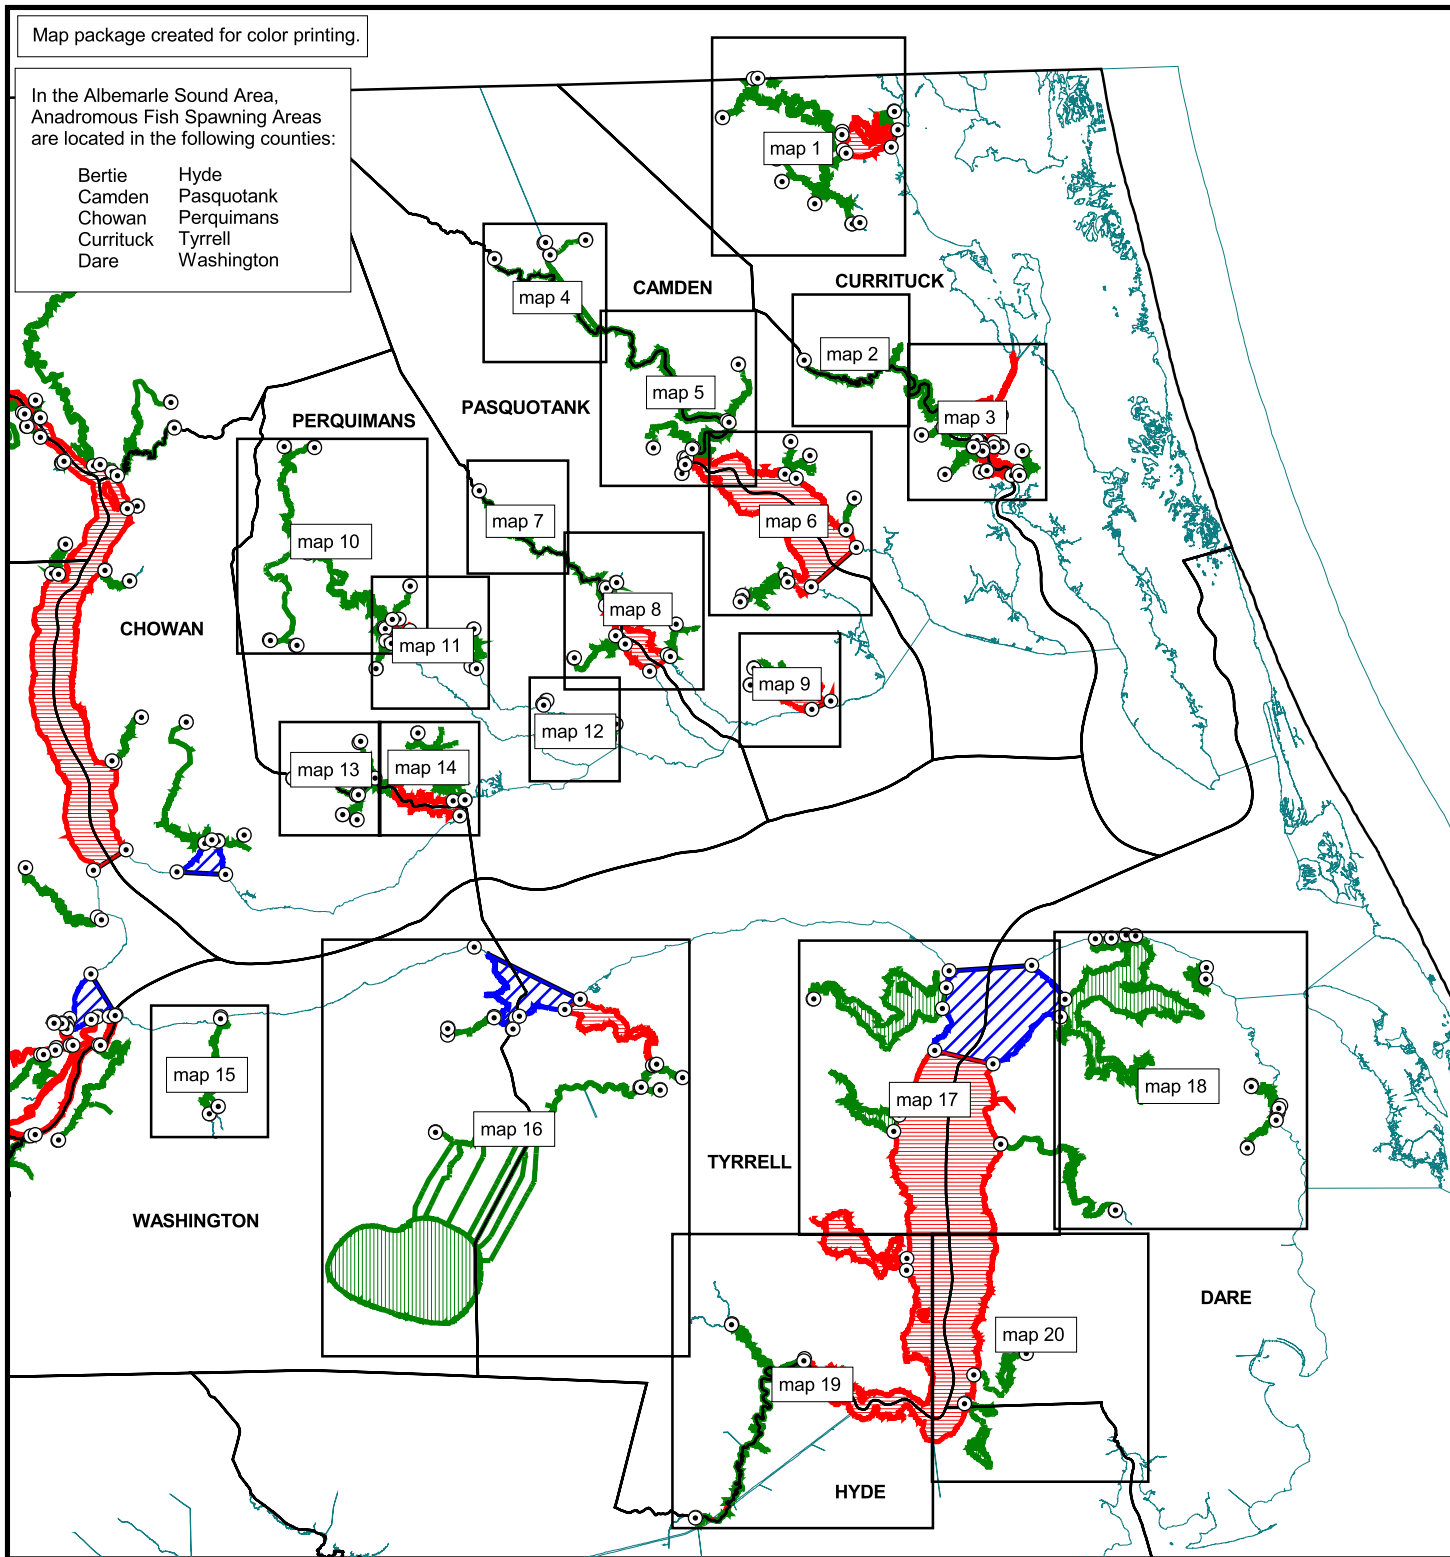 Map package created for color printing.
In the Albemarle Sound Area,
Anadromous Fish Spawning Areas
are located in the following counties:
Bertie Hyde
Camden Pasquotank
Chowan Perquimans
Currituck Tyrrell
Dare Washington
map 1
CURRITUCK
CAMDEN
map 4
map 2
map 5
PASQUOTANK
map 3
PERQUIMANS
map 7
map 6
map 10
map 8
CHOWAN
map 11
map 9
map 12
map 13
map 14
map 15
map 18
map 17
map 16
TYRRELL
WASHINGTON
DARE
map 20
map 19
HYDE